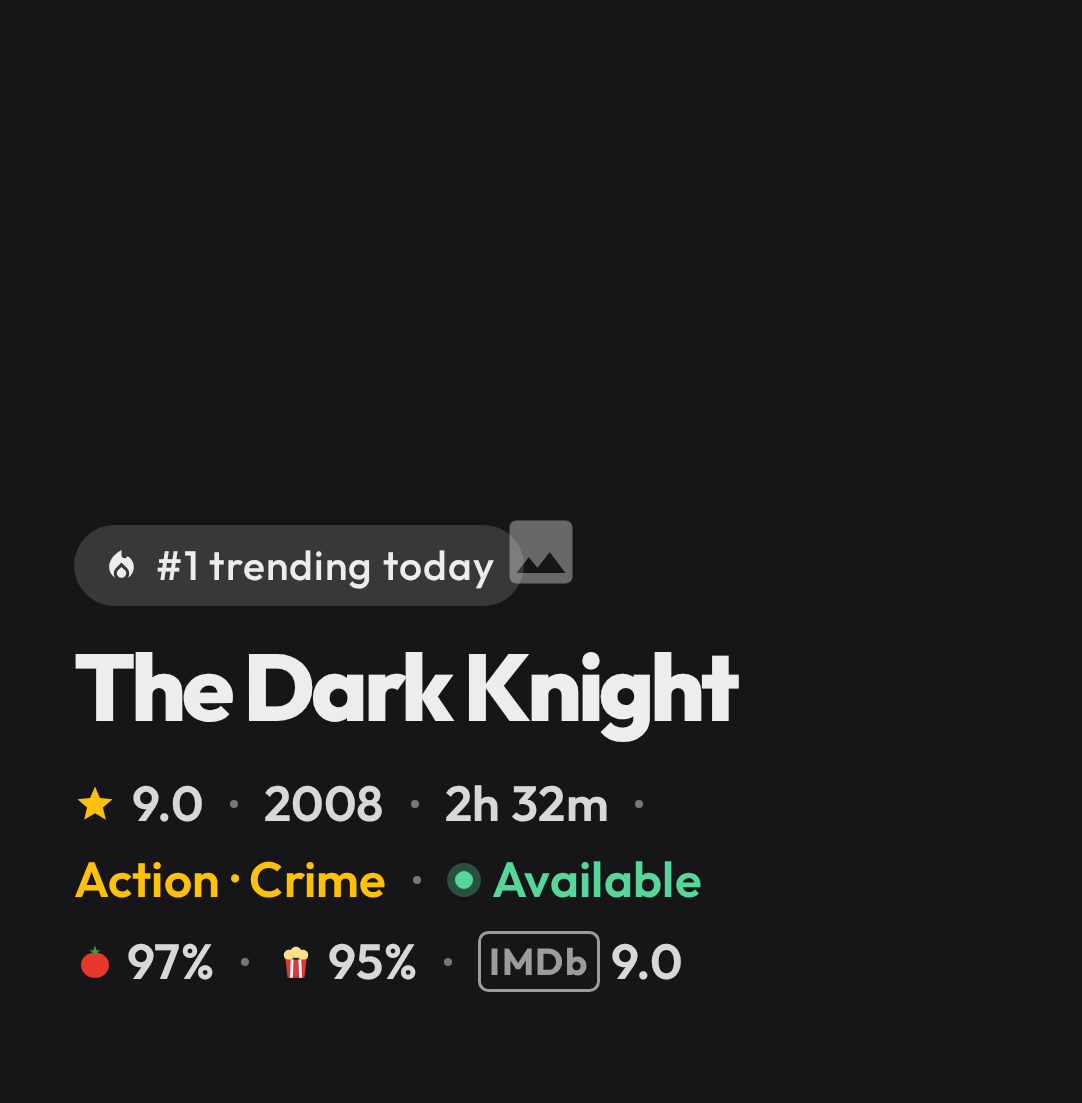 #1 trending today
The Dark Knight
9.0 · 2008 · 2h 32m ·
Action · Crime · Available
97% · 95% · IMDb 9.0